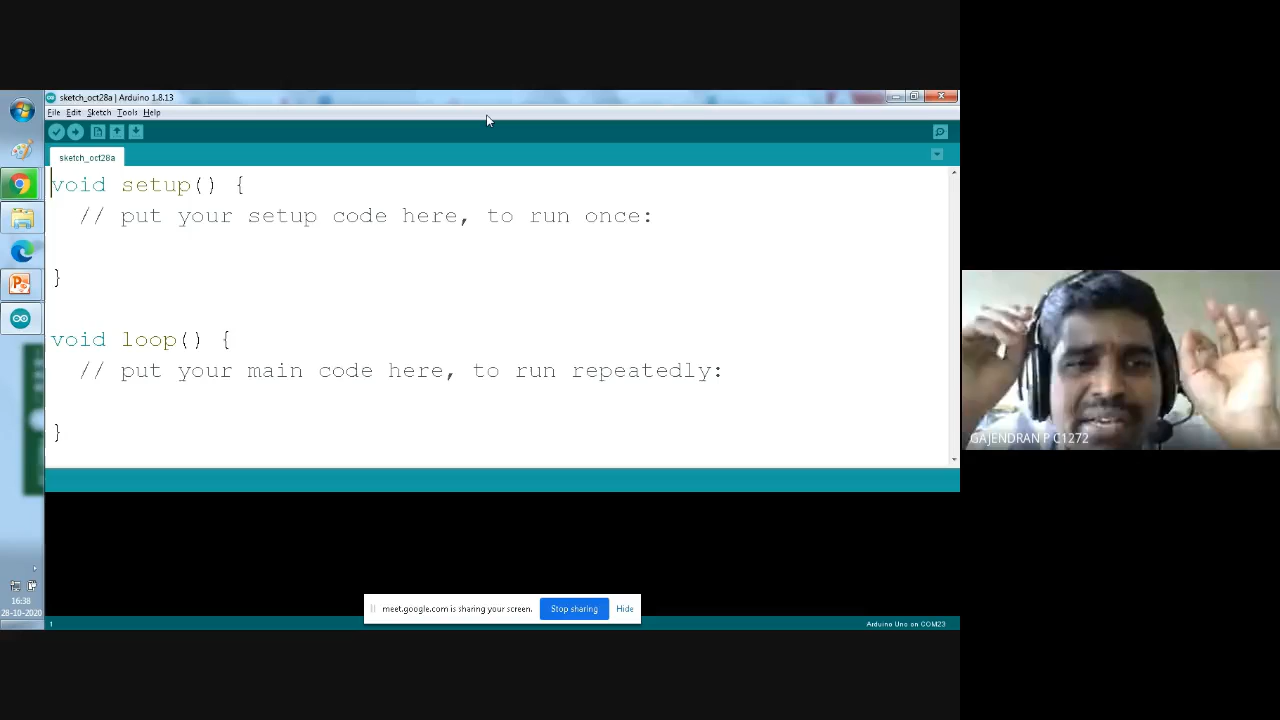 sketch_oct28a | Arduino 1.8.13
File Edit Sketch Tools Help
sketch_oct28a
void setup() {
// put your setup code here, to run once:
}
void loop() {
// put your main code here, to run repeatedly:
}
GAJENDRAN P C1272
meet.google.com is sharing your screen. Stop sharing Hide
16:38
28-10-2020
1 Arduino Uno on COM23